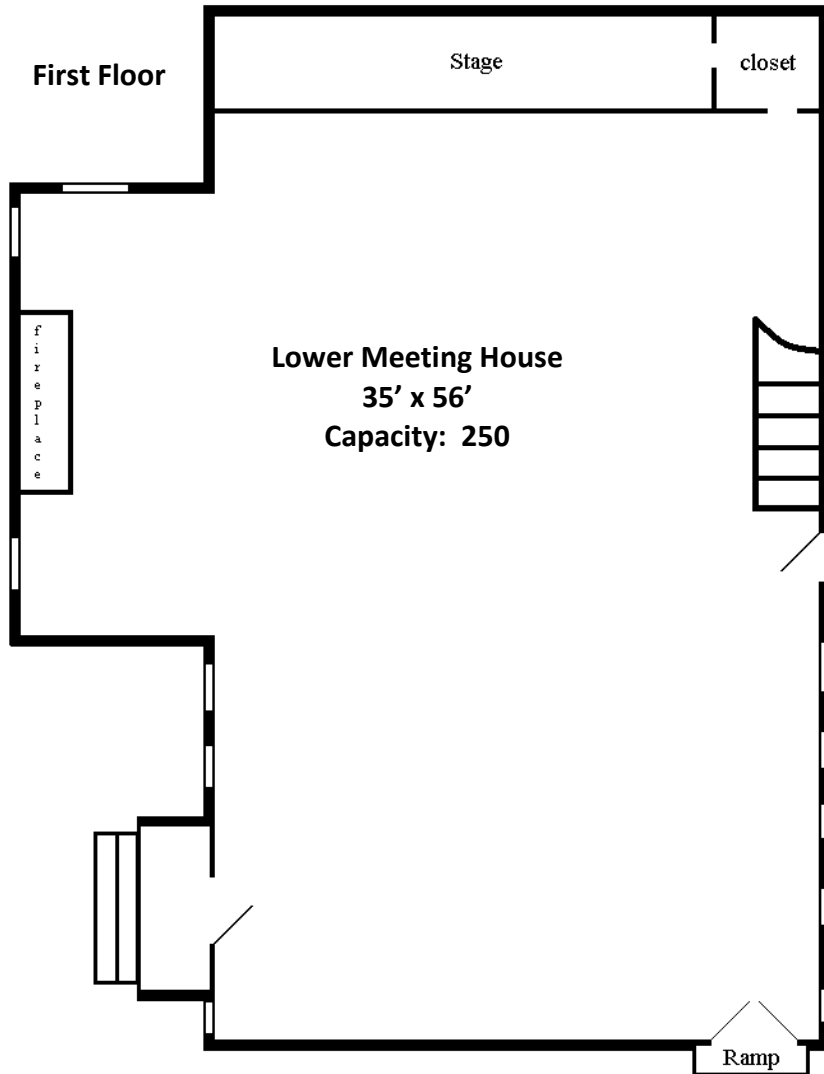 Stage
closet
First Floor
fireplace
Lower Meeting House
35’ x 56’
Capacity: 250
Ramp